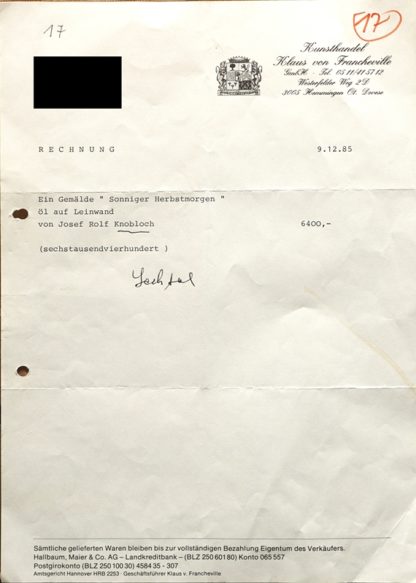 17
17
Kunsthandel
Klaus von Francheville
GmbH · Tel. 05 11/41 57 12
Westerfelder Weg 2 D
3005 Hemmingen Ot. Devese
RECHNUNG 9.12.85
Ein Gemälde " Sonniger Herbstmorgen "
öl auf Leinwand
von Josef Rolf Knobloch 6400,-
(sechstausendvierhundert )
Sämtliche gelieferten Waren bleiben bis zur vollständigen Bezahlung Eigentum des Verkäufers.
Hallbaum, Maier & Co. AG – Landkreditbank – (BLZ 250 601 80) Konto 065 557
Postgirokonto (BLZ 250 100 30) 4584 35 - 307
Amtsgericht Hannover HRB 2253 · Geschäftsführer Klaus v. Francheville